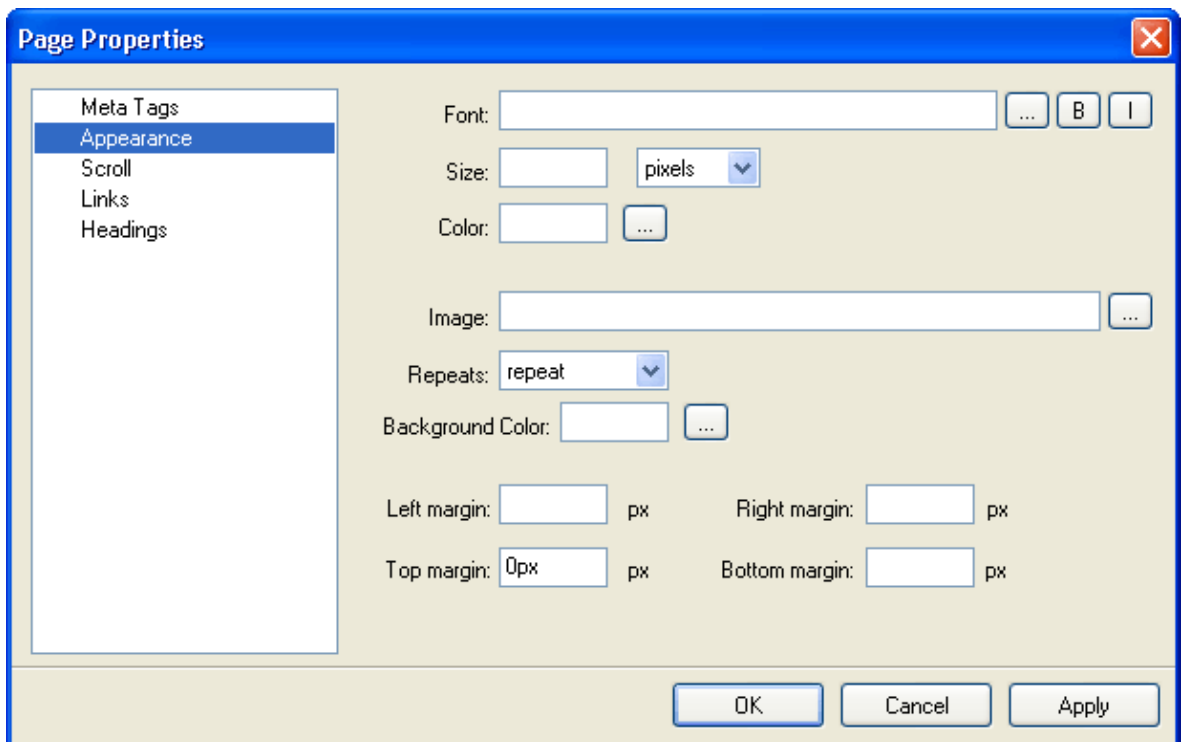 Page Properties
Meta Tags
Appearance
Scroll
Links
Headings
Font: ... B I
Size: pixels
Color: ...
Image: ...
Repeats: repeat
Background Color: ...
Left margin: px Right margin: px
Top margin: 0px px Bottom margin: px
OK Cancel Apply